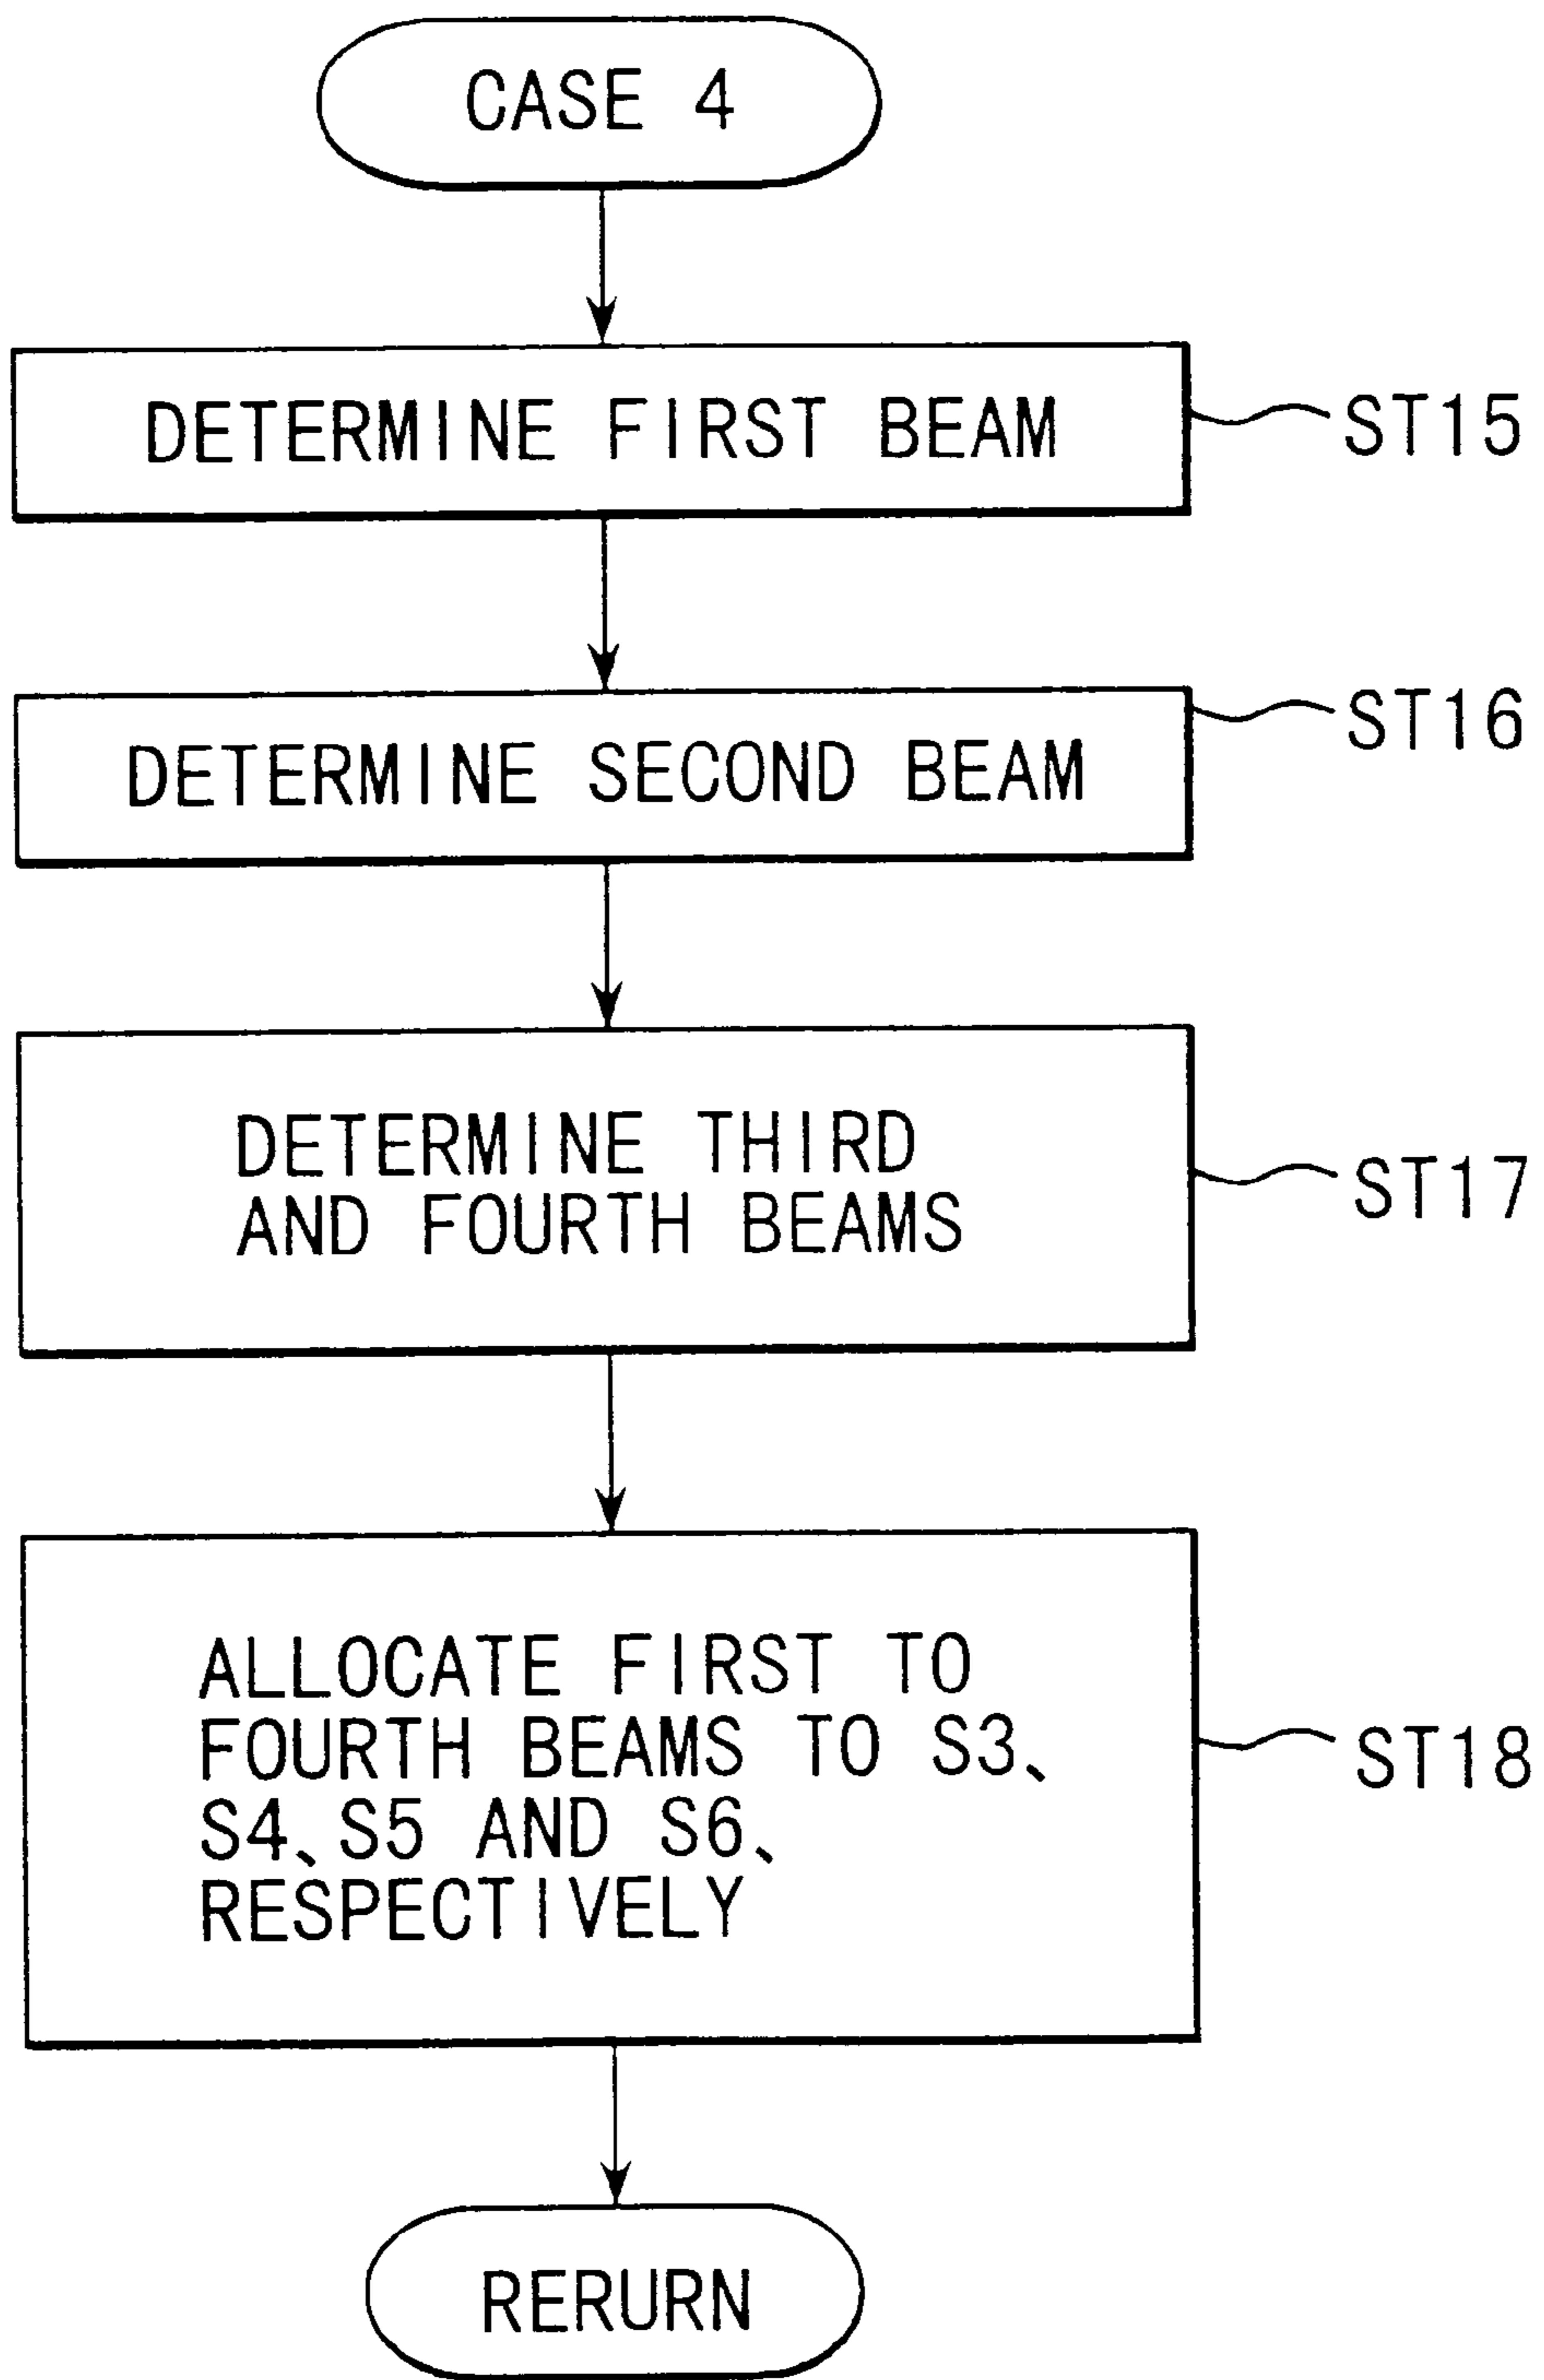 CASE 4
DETERMINE FIRST BEAM
ST15
DETERMINE SECOND BEAM
ST16
DETERMINE THIRD
AND FOURTH BEAMS
ST17
ALLOCATE FIRST TO
FOURTH BEAMS TO S3、
S4、S5 AND S6、
RESPECTIVELY
ST18
RERURN